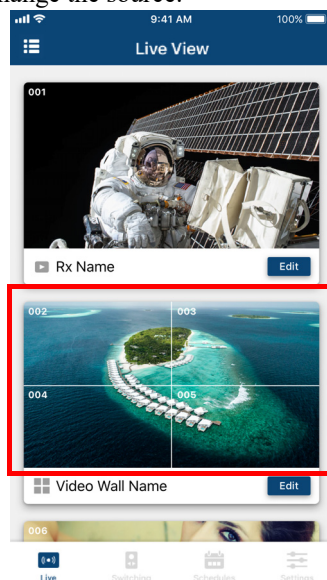 change the source.
9:41 AM 100%
Live View
001
Rx Name Edit
002 003
004 005
Video Wall Name Edit
006
Live Switching Schedules Settings